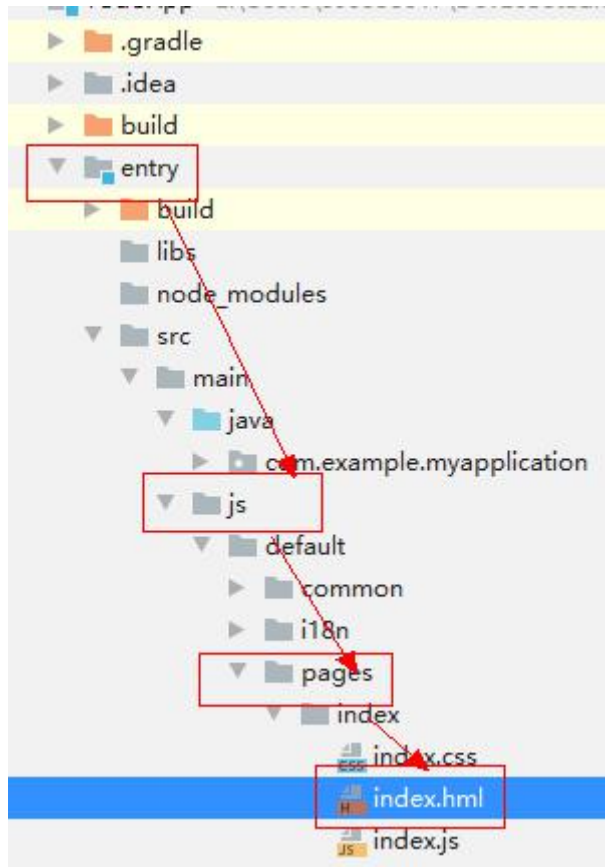 .gradle
.idea
build
entry
build
libs
node_modules
src
main
java
com.example.myapplication
js
default
common
i18n
pages
index
index.css
index.hml
index.js